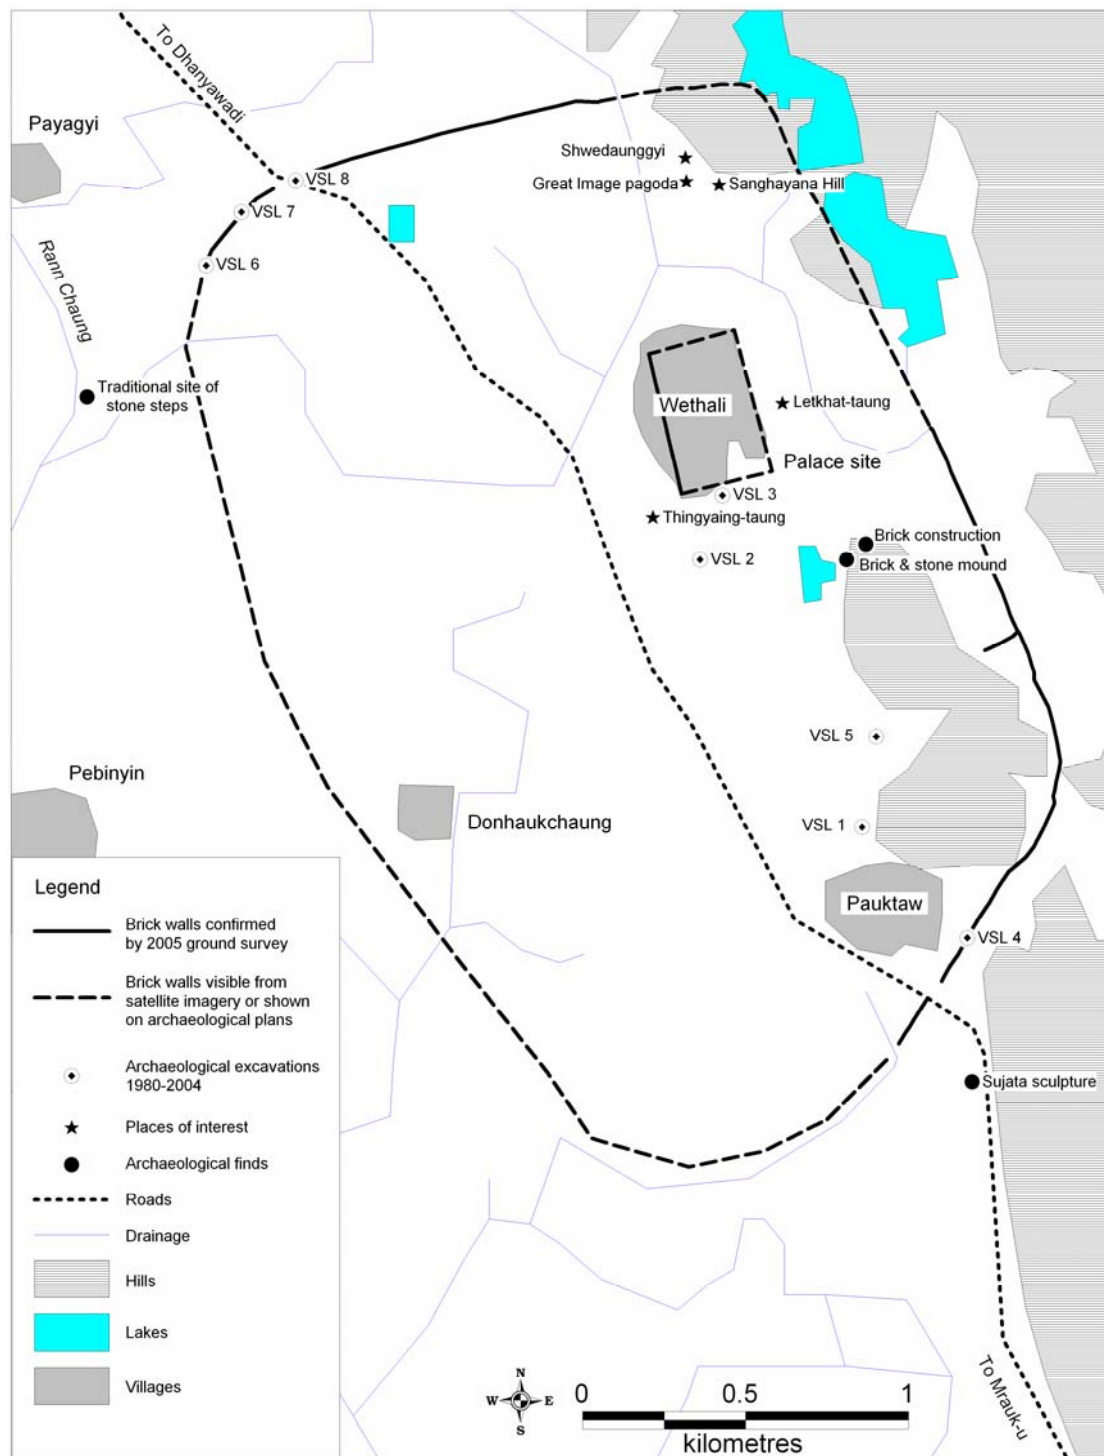 To Dhanyawadi
Payagyi
VSL 8
VSL 7
VSL 6
Shwedaunggyi
Great Image pagoda
Sanghayana Hill
Rann Chaung
Traditional site of
stone steps
Wethali
Letkhat-taung
Palace site
VSL 3
Thingyaing-taung
VSL 2
Brick construction
Brick & stone mound
VSL 5
Pebinyin
Donhaukchaung
VSL 1
Pauktaw
VSL 4
Sujata sculpture
To Mrauk-u
Legend
Brick walls confirmed
by 2005 ground survey
Brick walls visible from
satellite imagery or shown
on archaeological plans
Archaeological excavations
1980-2004
Places of interest
Archaeological finds
Roads
Drainage
Hills
Lakes
Villages
N
W E
S
0 0.5 1
kilometres